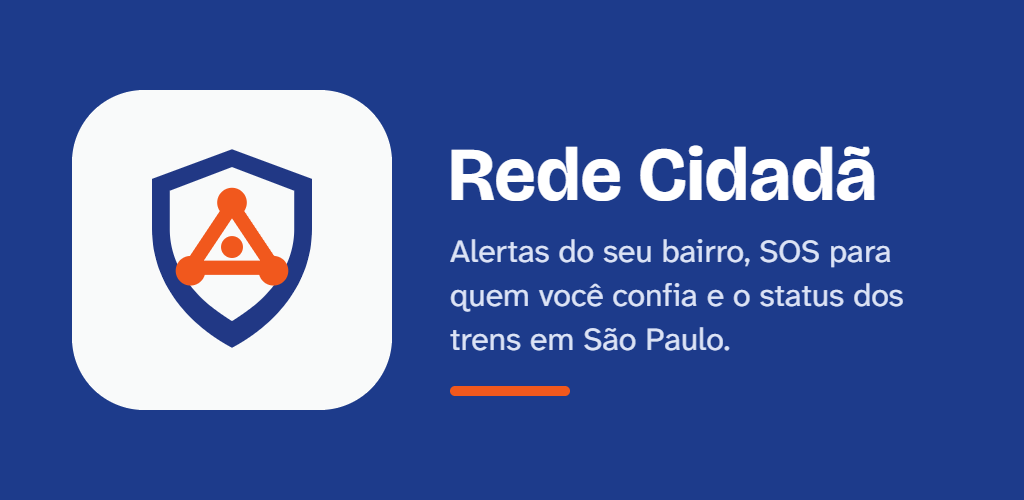 Rede Cidadã
Alertas do seu bairro, SOS para
quem você confia e o status dos
trens em São Paulo.